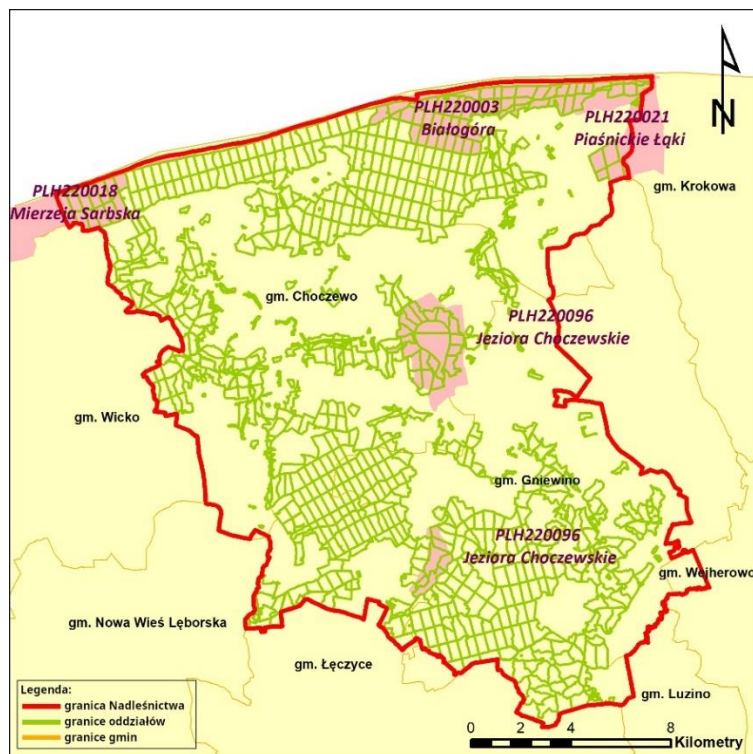 PLH220003
Białogóra
PLH220021
Piaśnickie Łąki
N
gm. Krokowa
PLH220018
Mierzeja Sarbska
gm. Choczewo
PLH220096
Jeziora Choczewskie
gm. Wicko
gm. Gniewino
PLH220096
Jeziora Choczewskie
gm. Wejherowo
gm. Nowa Wieś Lęborska
gm. Łęczyce
gm. Luzino
Legenda:
granica Nadleśnictwa
granice oddziałów
granice gmin
0 2 4 8
Kilometry